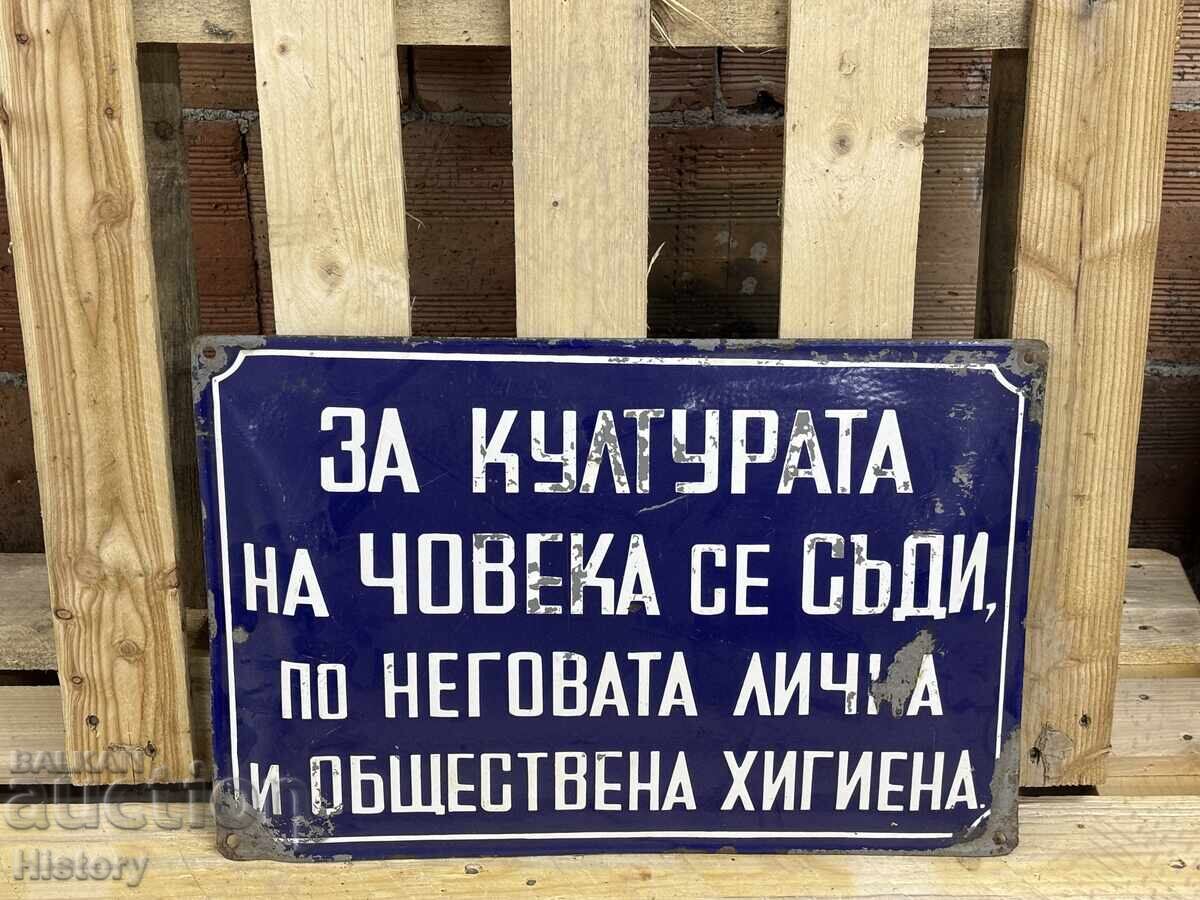 ЗА КУЛТУРАТА
НА ЧОВЕКА СЕ СЪДИ,
ПО НЕГОВАТА ЛИЧНА
И ОБЩЕСТВЕНА ХИГИЕНА.
BALKAN
auction
History